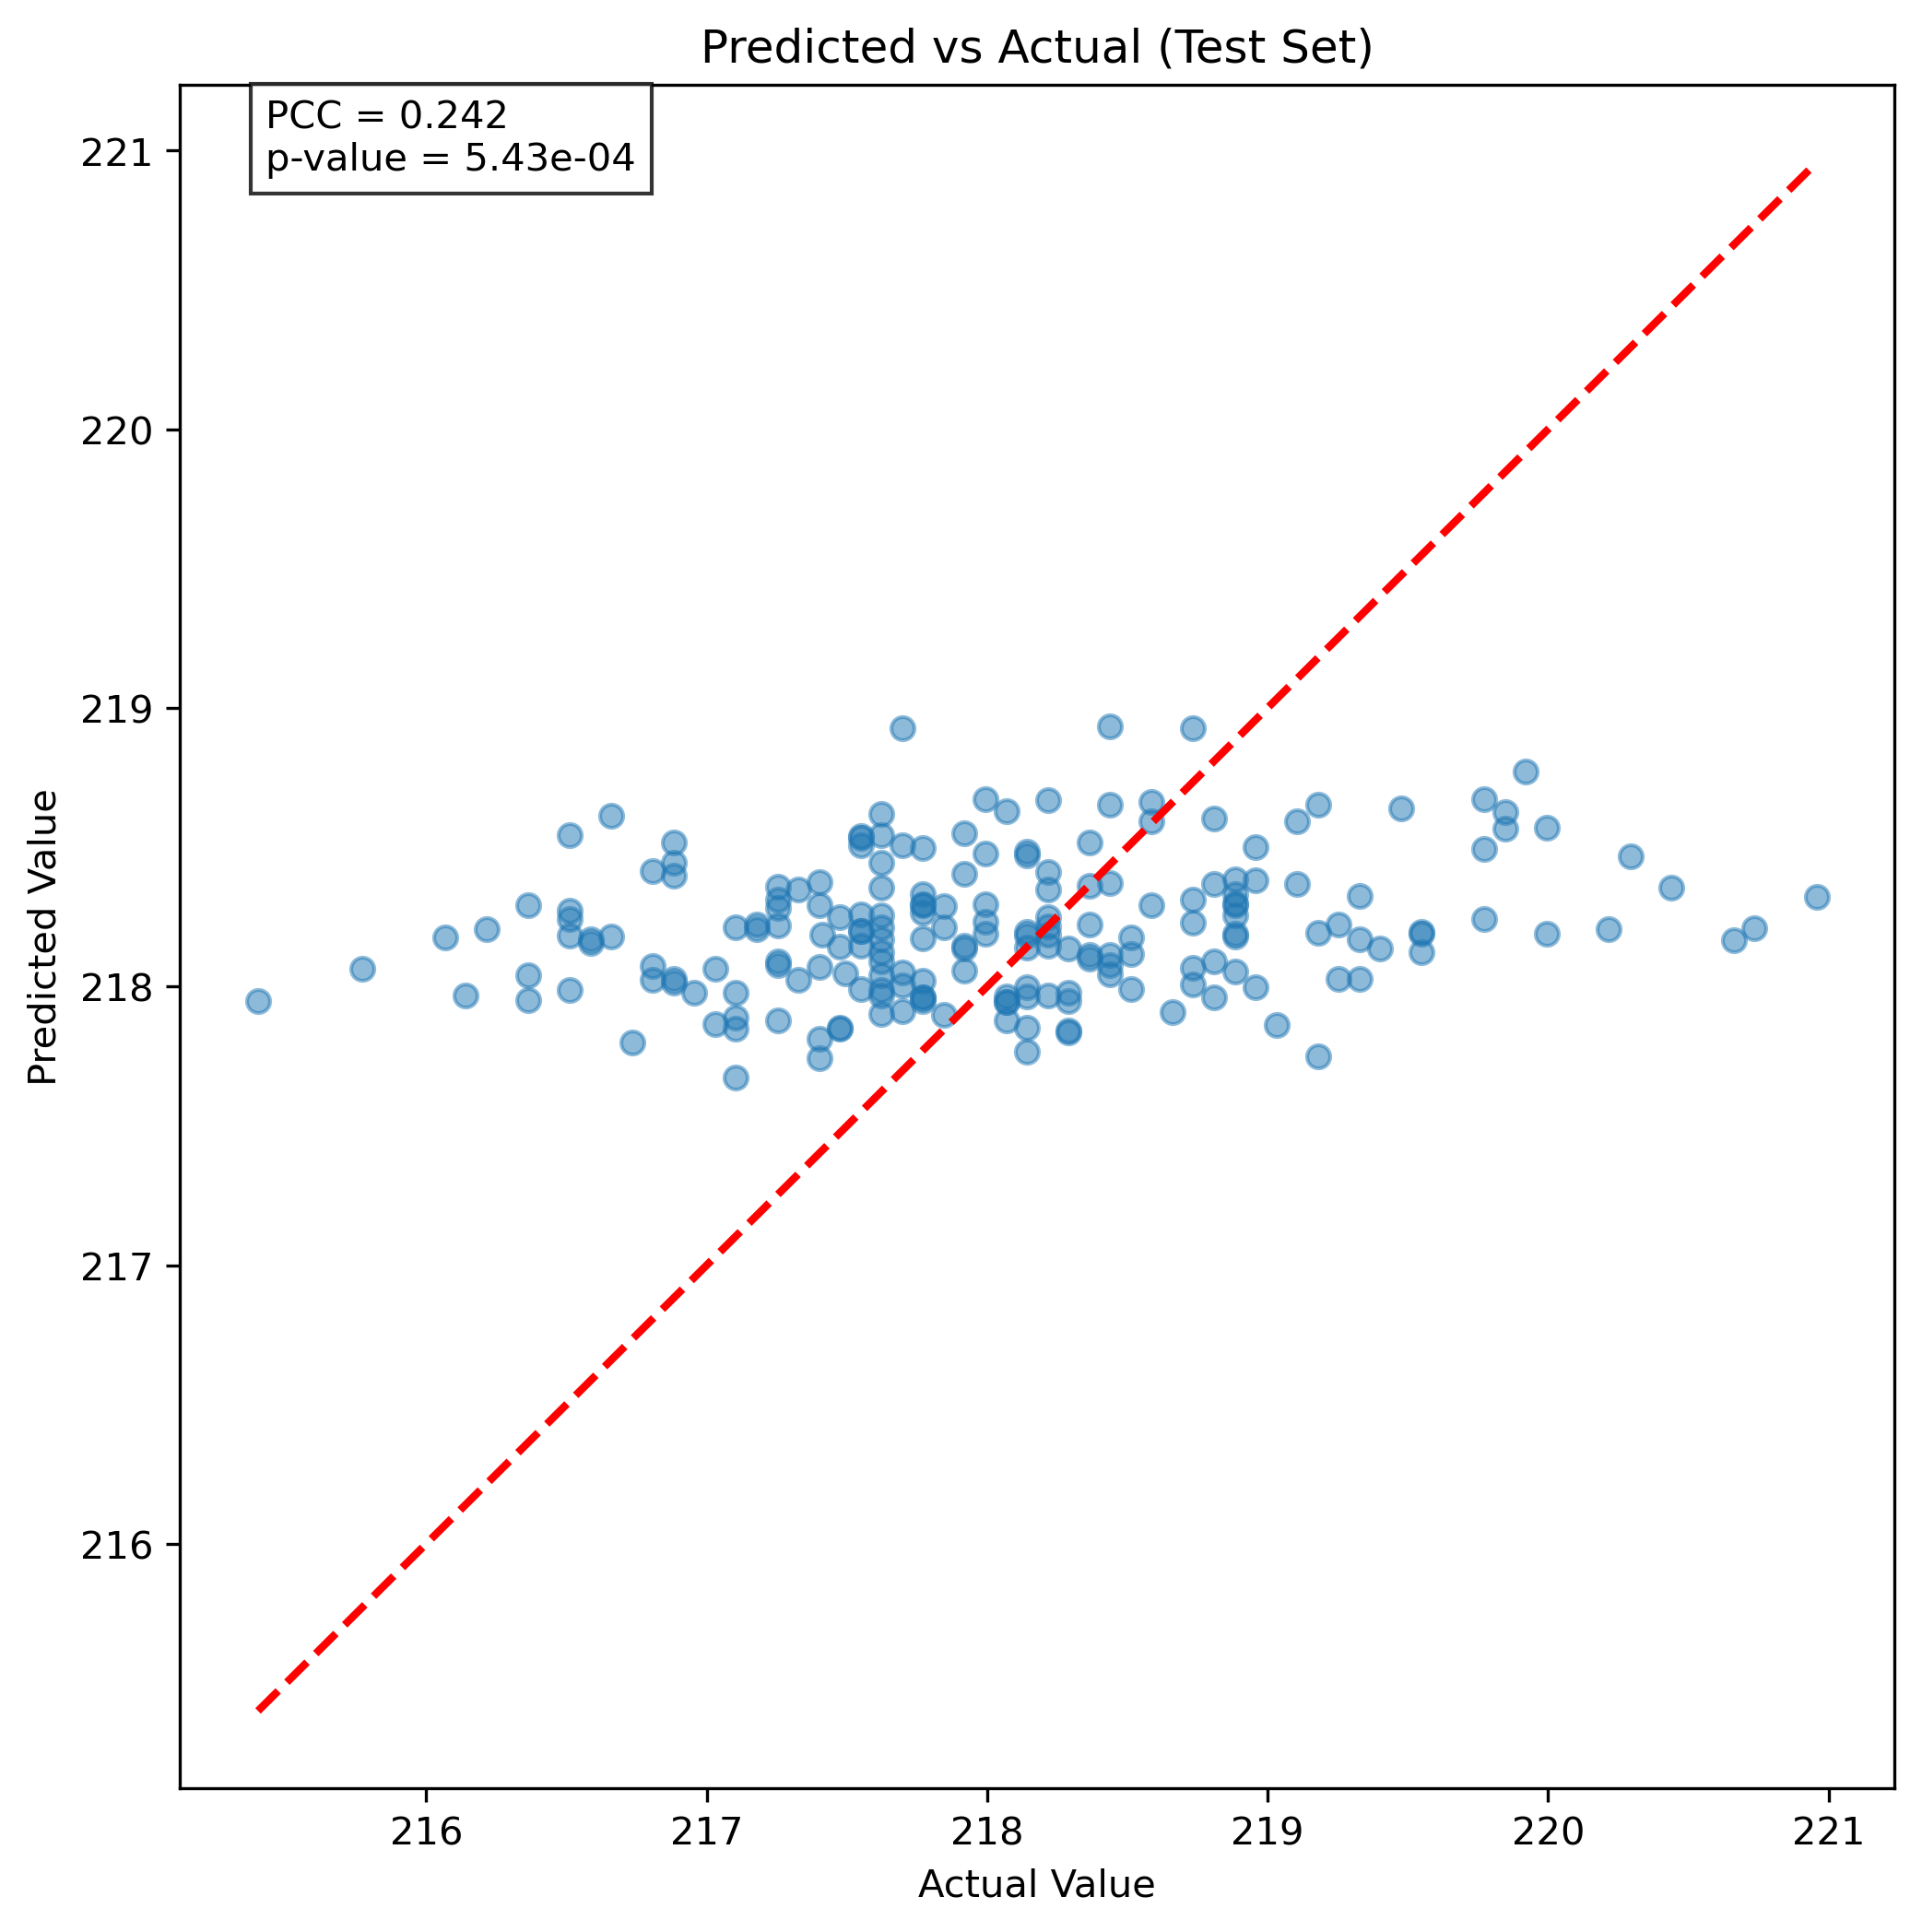 Predicted vs Actual (Test Set)
PCC = 0.242
p-value = 5.43e-04
221
220
219
218
217
216
Predicted Value
216 217 218 219 220 221
Actual Value